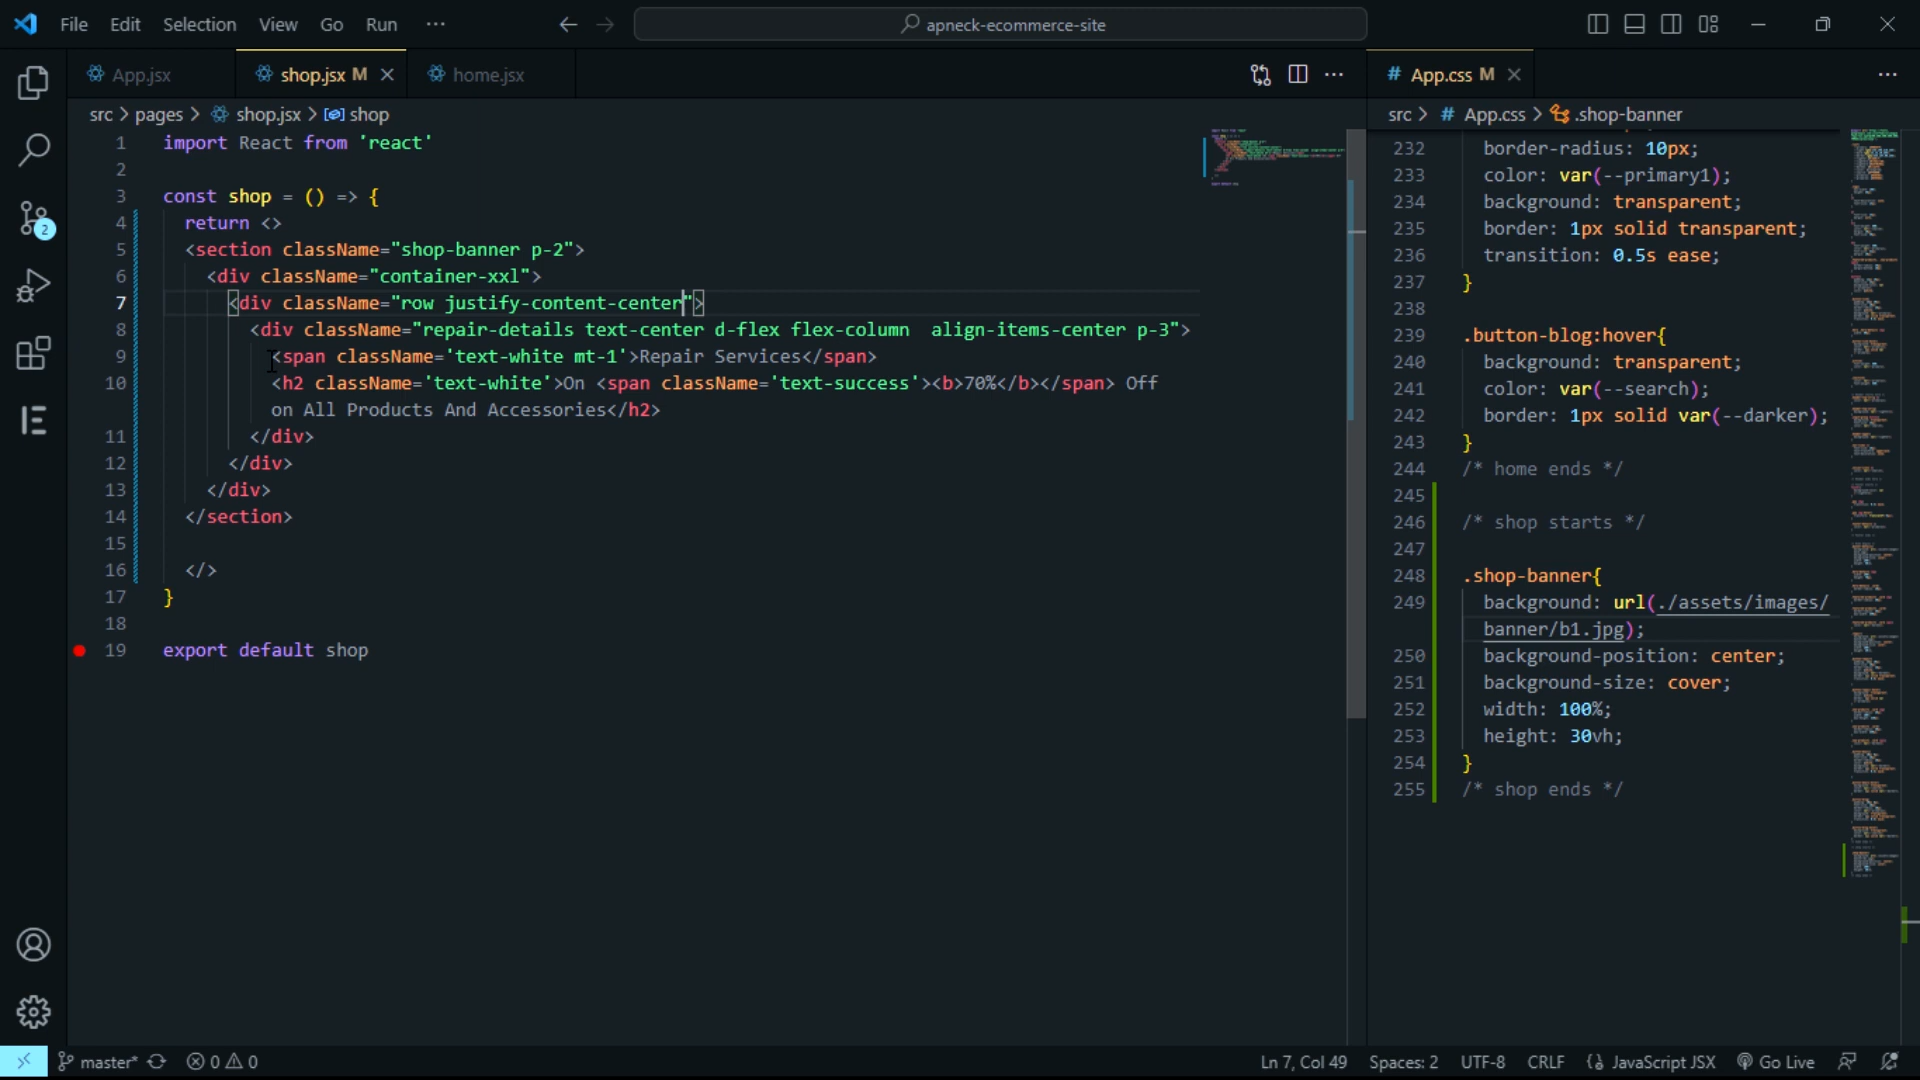 File Edit Selection View Go Run ··· apneck-ecommerce-site
App.jsx shop.jsx M home.jsx
src > pages > shop.jsx > shop
1 import React from 'react'
2
3 const shop = () => {
4 return <>
5 <section className="shop-banner p-2">
6 <div className="container-xxl">
7 <div className="row justify-content-center">
8 <div className="repair-details text-center d-flex flex-column  align-items-center p-3">
9 <span className='text-white mt-1'>Repair Services</span>
10 <h2 className='text-white'>On <span className='text-success'><b>70%</b></span> Off
on All Products And Accessories</h2>
11 </div>
12 </div>
13 </div>
14 </section>
15
16 </>
17 }
18
19 export default shop
# App.css M
src > # App.css > .shop-banner
232 border-radius: 10px;
233 color: var(--primary1);
234 background: transparent;
235 border: 1px solid transparent;
236 transition: 0.5s ease;
237 }
238
239 .button-blog:hover{
240 background: transparent;
241 color: var(--search);
242 border: 1px solid var(--darker);
243 }
244 /* home ends */
245
246 /* shop starts */
247
248 .shop-banner{
249 background: url(./assets/images/
banner/b1.jpg);
250 background-position: center;
251 background-size: cover;
252 width: 100%;
253 height: 30vh;
254 }
255 /* shop ends */
2
master* 0 0 Ln 7, Col 49 Spaces: 2 UTF-8 CRLF {} JavaScript JSX Go Live